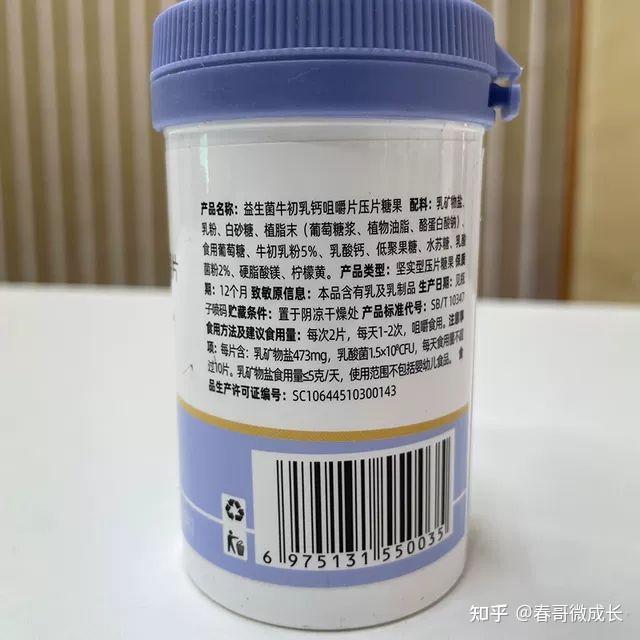 产品名称：益生菌牛初乳钙咀嚼片压片糖果 配料：乳矿物盐、
乳粉、白砂糖、植脂末（葡萄糖浆、植物油脂、酪蛋白酸钠）、
食用葡萄糖、牛初乳粉5%、乳酸钙、低聚果糖、水苏糖、乳酸
片
菌粉2%、硬脂酸镁、柠檬黄。 产品类型：坚实型压片糖果 保质
期：12个月 致敏原信息：本品含有乳及乳制品 生产日期：见瓶
子喷码 贮藏条件：置于阴凉干燥处 产品标准代号：SB/T 10347
食用方法及建议食用量：每次2片，每天1-2次，咀嚼食用。注意事
项：每片含：乳矿物盐473mg，乳酸菌1.5×10⁶CFU，每天食用量不超
过10片。乳矿物盐食用量≤5克/天，使用范围不包括婴幼儿食品。 食
品生产许可证编号：SC10644510300143
6 975131 550035
知乎 @春哥微成长